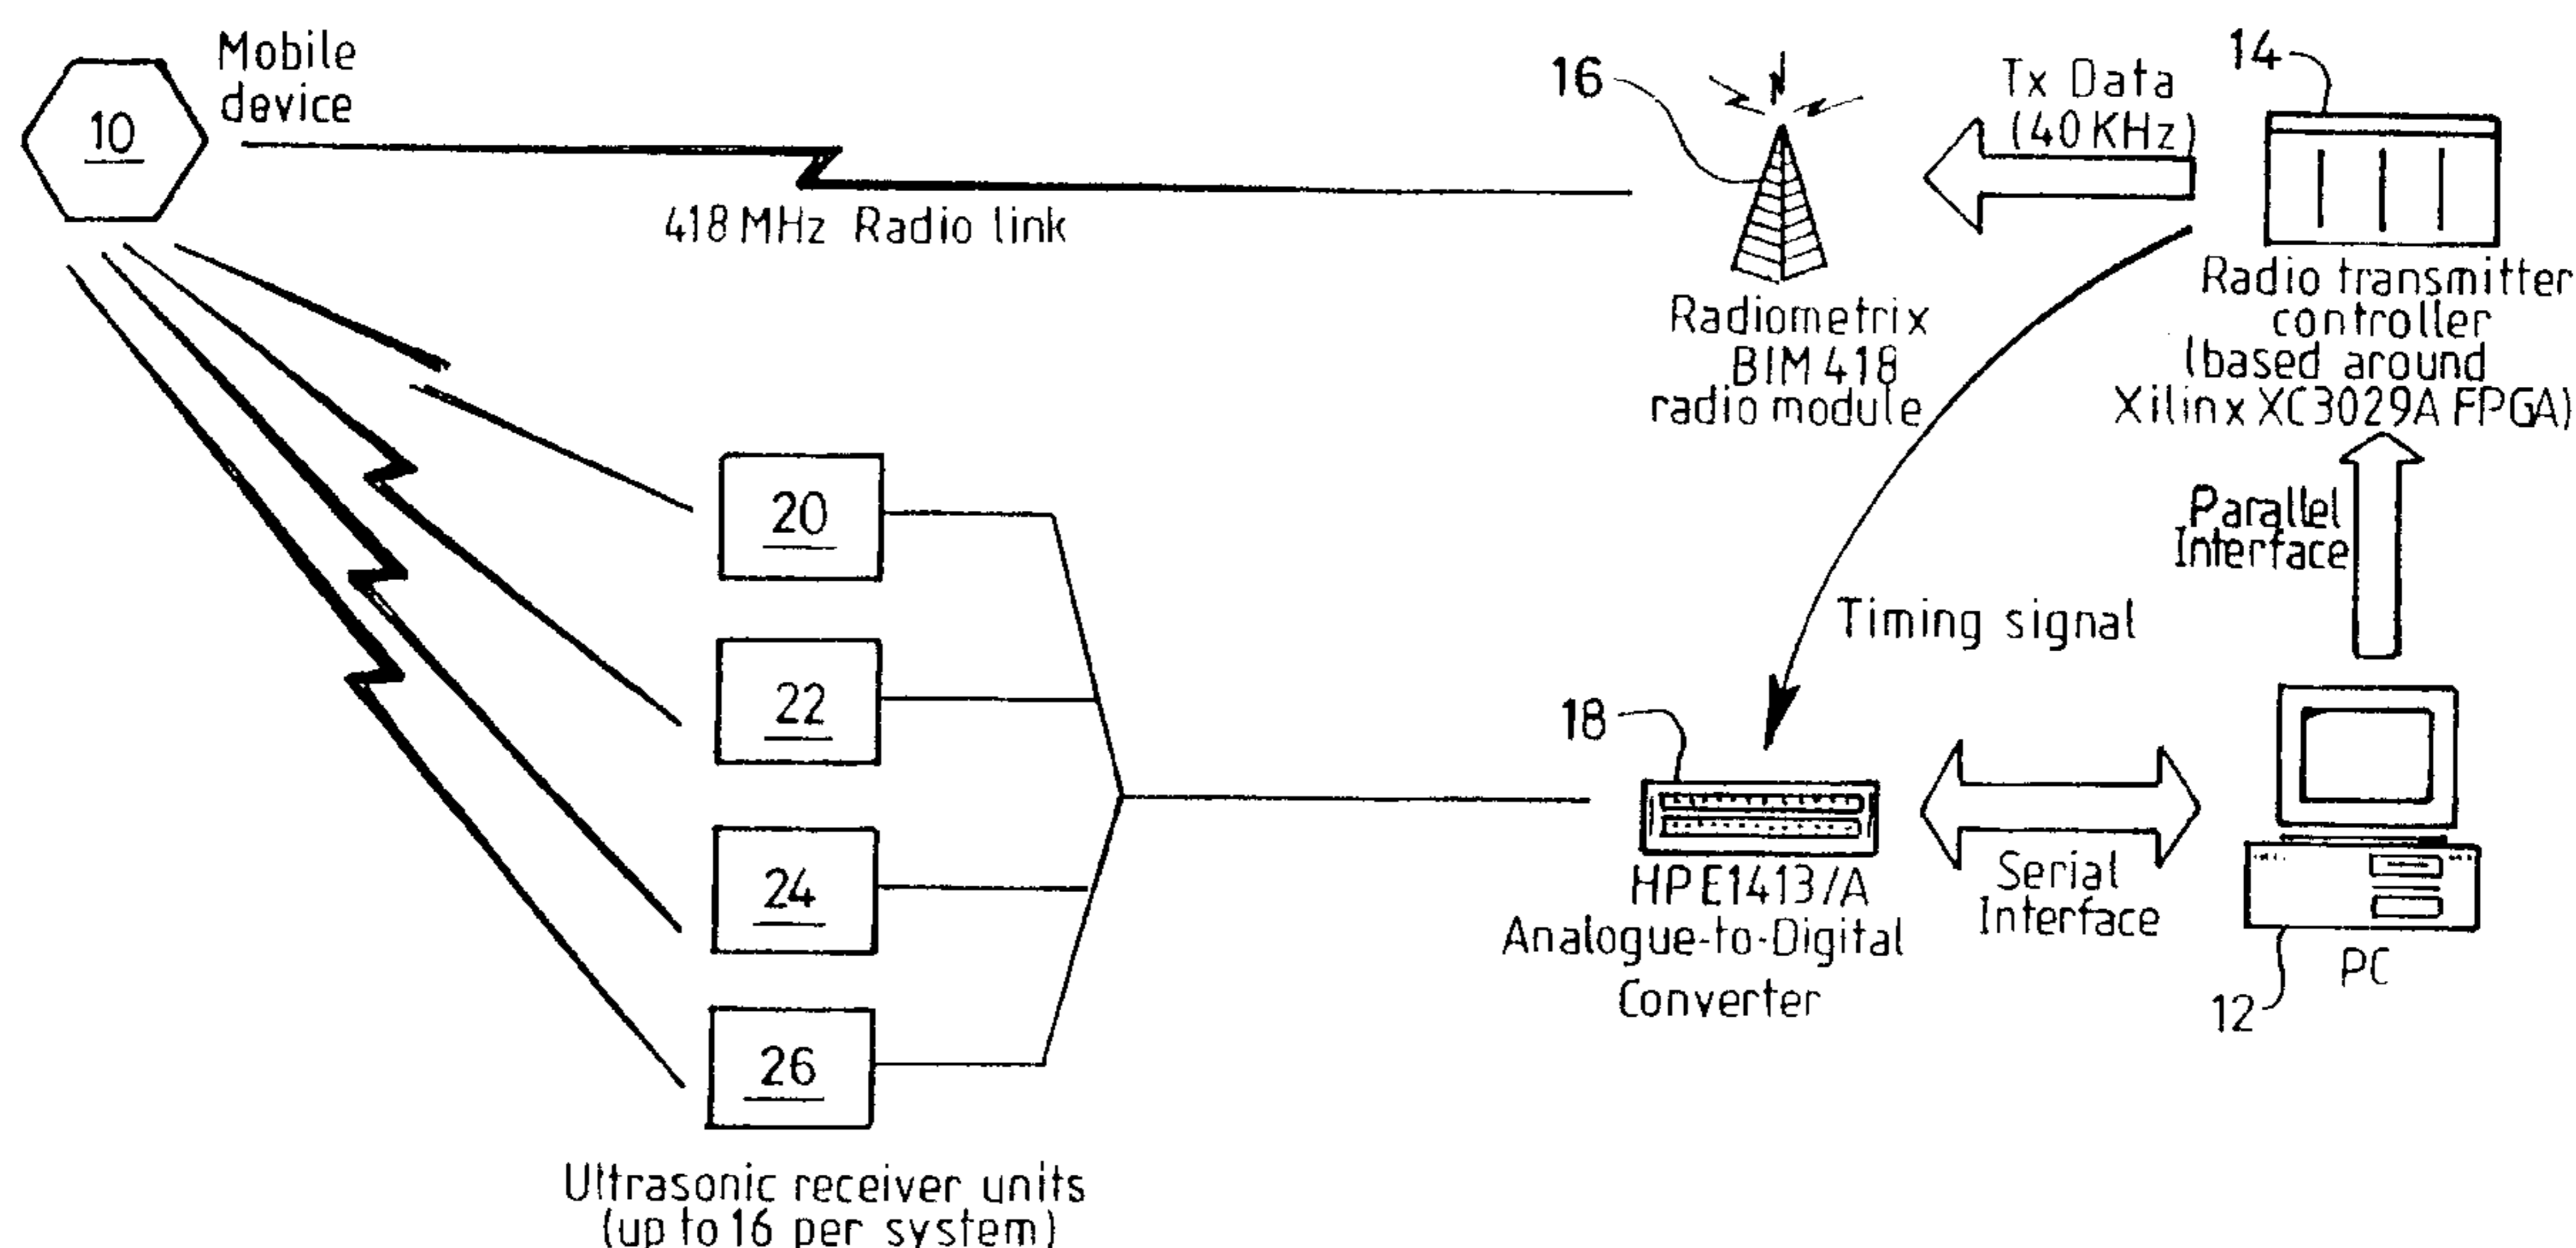 10
Mobile
device
418 MHz Radio link
16
Radiometrix
BIM 418
radio module
Tx Data
(40 KHz)
14
Radio transmitter
controller
(based around
Xilinx XC3029A FPGA)
Parallel
Interface
Timing signal
20
22
24
26
Ultrasonic receiver units
(up to 16 per system)
18
HPE1413/A
Analogue-to-Digital
Converter
Serial
Interface
PC
12